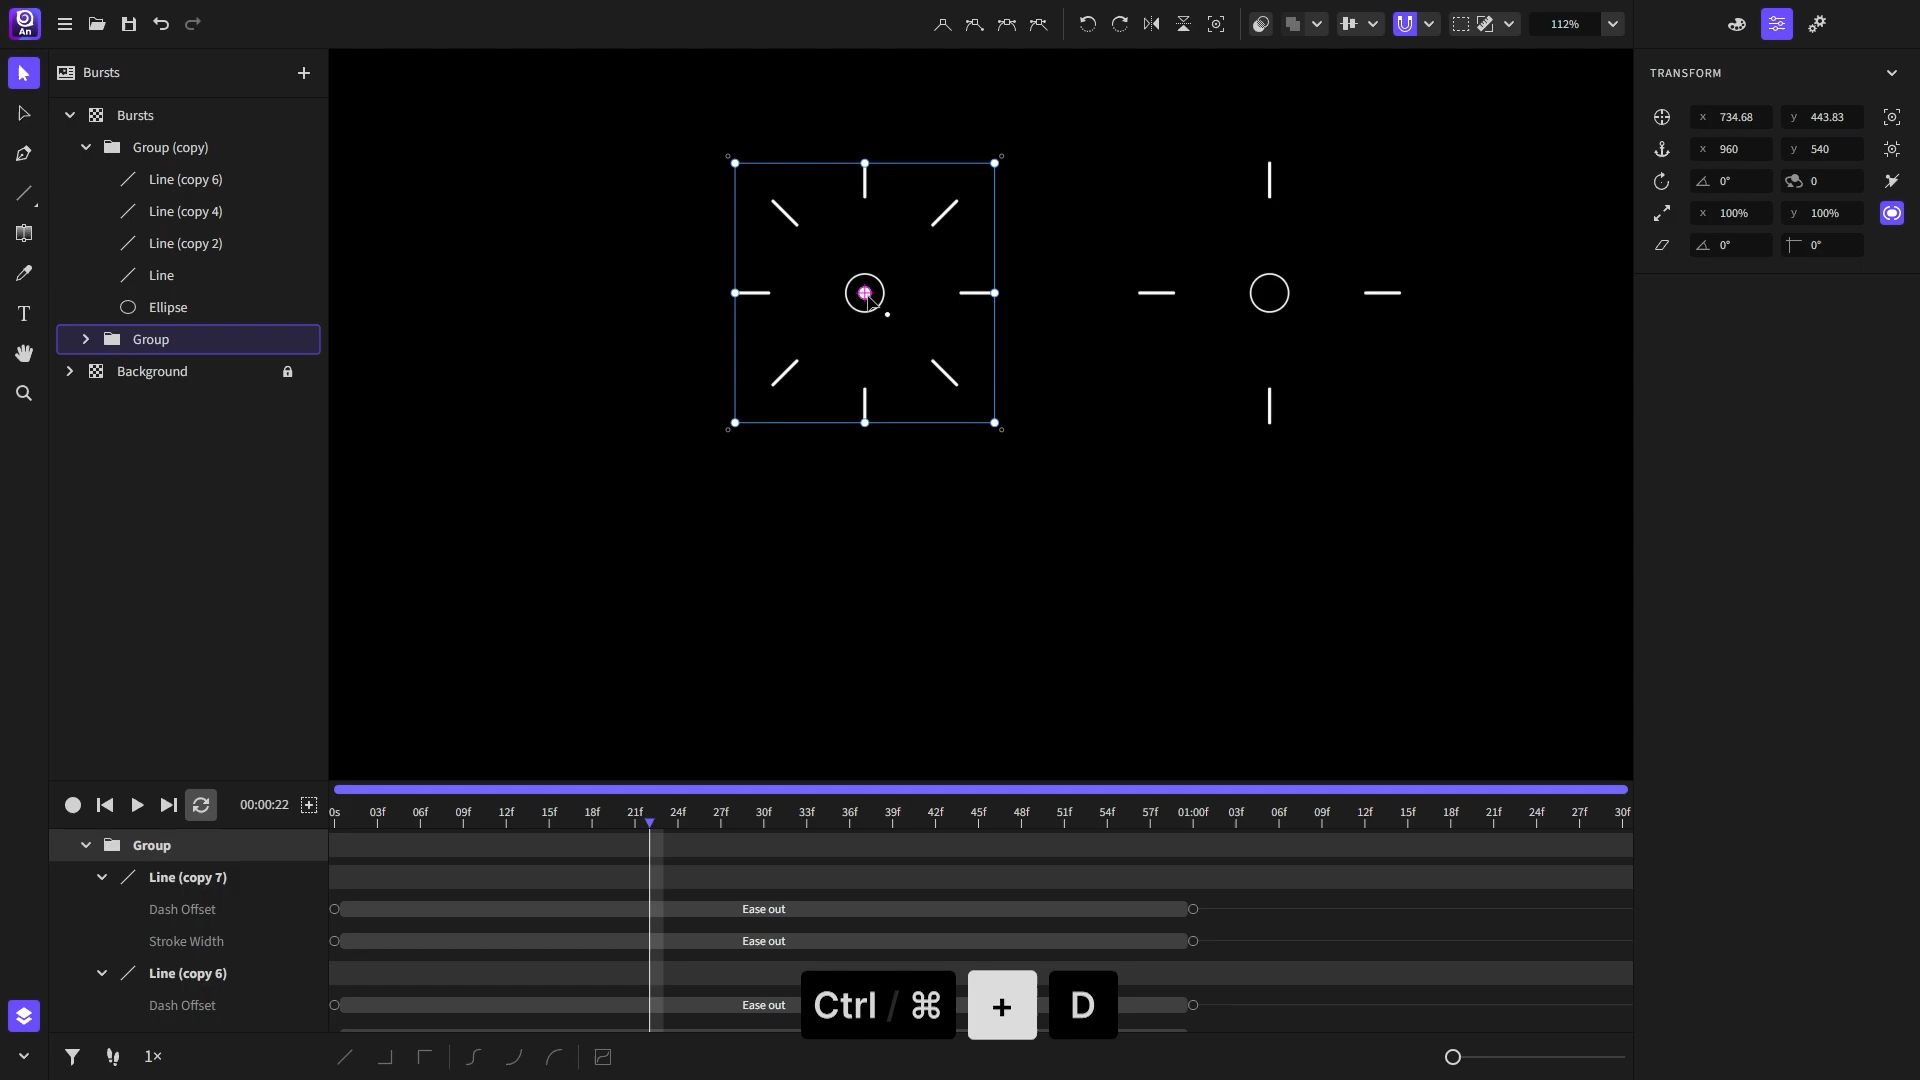 An
112%
Bursts
TRANSFORM
x 734.68 y 443.83
x 960 y 540
0° 0
x 100% y 100%
0° 0°
Bursts
Group (copy)
Line (copy 6)
Line (copy 4)
Line (copy 2)
Line
Ellipse
Group
Background
00:00:22
0s 03f 06f 09f 12f 15f 18f 21f 24f 27f 30f 33f 36f 39f 42f 45f 48f 51f 54f 57f 01:00f 03f 06f 09f 12f 15f 18f 21f 24f 27f 30f
Group
Line (copy 7)
Dash Offset Ease out
Stroke Width Ease out
Line (copy 6)
Dash Offset Ease out
Ctrl / ⌘ + D
1×
T